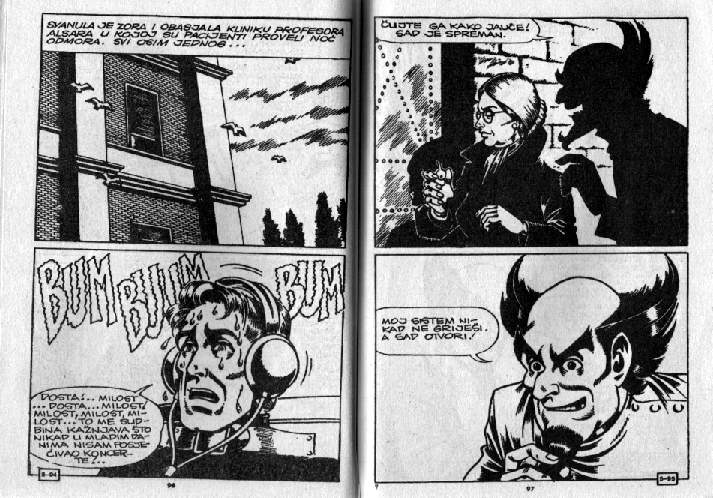 SVANULA JE ZORA I OBASJALA KLINIKU PROFESORA
ALSARA U KOJOJ SU PACIJENTI PROVELI NOĆ
ODMORA. SVI OSIM JEDNOG...
BUM BUUM BUM
DOSTA!.. MILOST
... DOSTA... MILOST,
MILOST, MILOST, MI-
LOST... TO ME SUD-
BINA KAŽNJAVA ŠTO
NIKAD U MLADIM DA-
NIMA NISAM POSJE-
ĆIVAO KONCER-
TE!..
96
ČUJTE GA KAKO JAUČE!
SAD JE SPREMAN.
MOJ SISTEM NI-
KAD NE GRIJEŠI.
A SAD OTVORI!
97